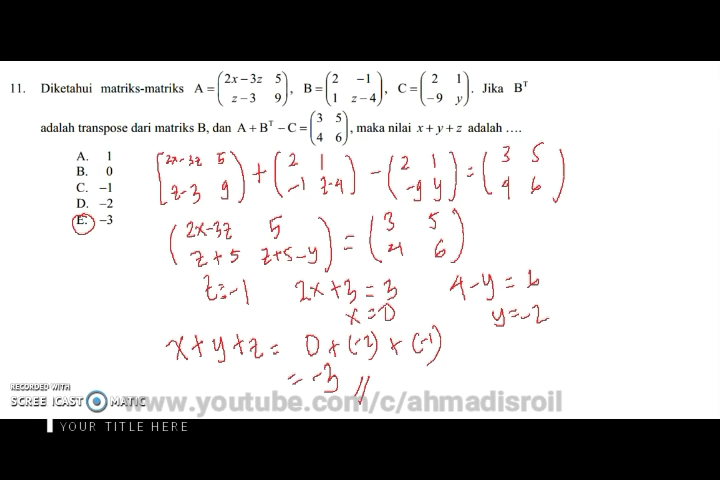 11. Diketahui matriks-matriks A = (2x − 3z 5 / z − 3 9), B = (2 −1 / 1 z − 4), C = (2 1 / −9 y). Jika Bᵀ
adalah transpose dari matriks B, dan A + Bᵀ − C = (3 5 / 4 6), maka nilai x + y + z adalah ….
A. 1
B. 0
C. −1
D. −2
E. −3
[2x-3z 5 / z-3 9) + (2 1 / -1 z-4) - (2 1 / -9 y) = (3 5 / 4 6)
(2x-3z 5 / z+5 z+5-y) = (3 5 / 4 6)
z=-1 2x+3=3 4-y=6
x=0 y=-2
x+y+z = 0+(-2)+(-1)
= -3 //
RECORDED WITH
SCREENCAST MATIC
www.youtube.com/c/ahmadisroil
YOUR TITLE HERE